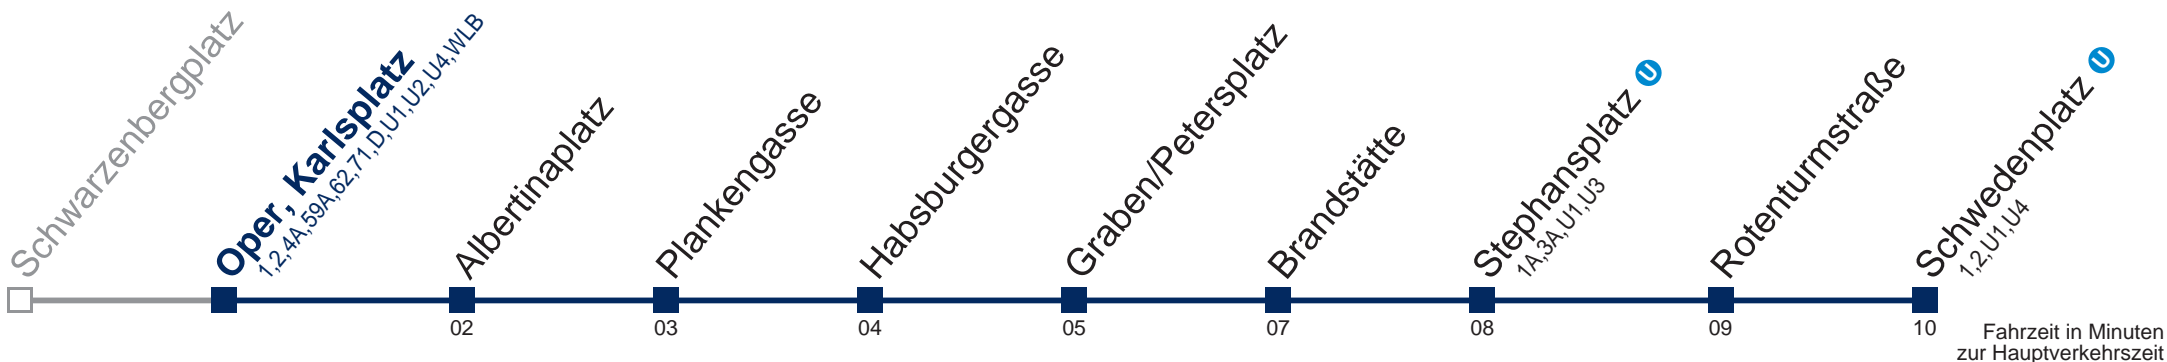 Schwarzenbergplatz
Oper, Karlsplatz
1,2,4A,59A,62,71,D,U1,U2,U4,WLB
Albertinaplatz
Plankengasse
Habsburgergasse
Graben/Petersplatz
Brandstätte
Stephansplatz U
1A,3A,U1,U3
Rotenturmstraße
Schwedenplatz U
1,2,U1,U4
02 03 04 05 07 08 09 10
Fahrzeit in Minuten
zur Hauptverkehrszeit